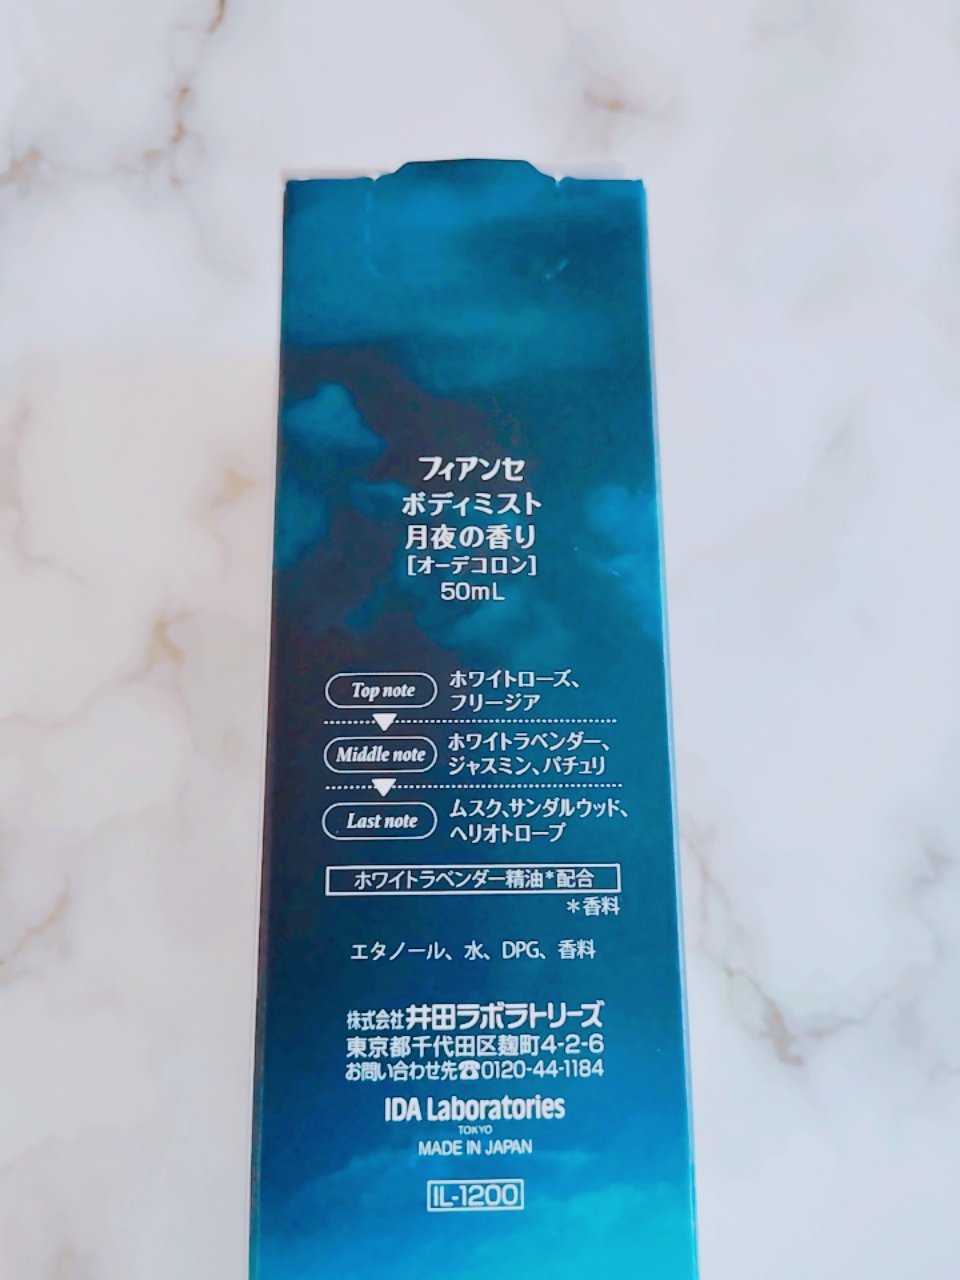 フィアンセ
ボディミスト
月夜の香り
[オーデコロン]
50mL
Top note
ホワイトローズ、
フリージア
Middle note
ホワイトラベンダー、
ジャスミン、パチュリ
Last note
ムスク、サンダルウッド、
ヘリオトロープ
ホワイトラベンダー精油*配合
*香料
エタノール、水、DPG、香料
株式会社井田ラボラトリーズ
東京都千代田区麹町4-2-6
お問い合わせ先☎0120-44-1184
IDA Laboratories
TOKYO
MADE IN JAPAN
IL-1200